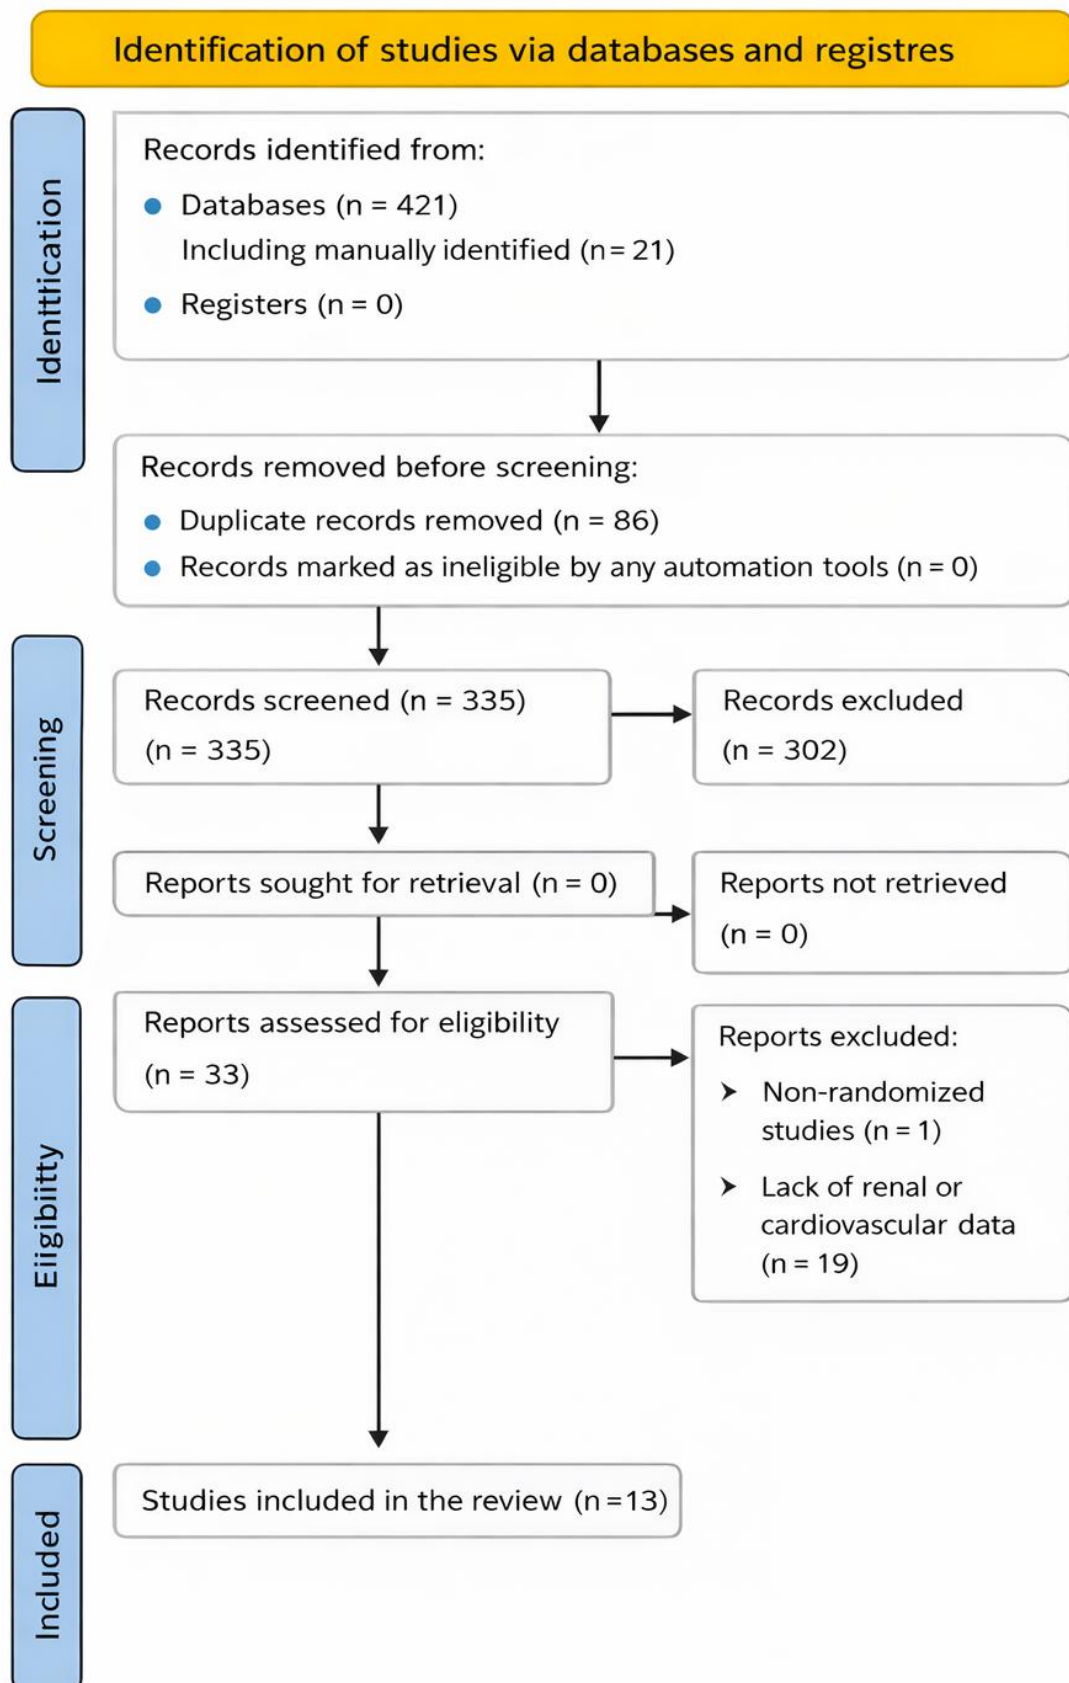 Identification of studies via databases and registres
Identitication
Records identified from:
Databases (n = 421)
Including manually identified (n = 21)
Registers (n = 0)
Records removed before screening:
Duplicate records removed (n = 86)
Records marked as ineligible by any automation tools (n = 0)
Screening
Records screened (n = 335)
(n = 335)
Records excluded
(n = 302)
Reports sought for retrieval (n = 0)
Reports not retrieved
(n = 0)
Eiigibiitty
Reports assessed for eligibility
(n = 33)
Reports excluded:
➤ Non-randomized
studies (n = 1)
➤ Lack of renal or
cardiovascular data
(n = 19)
Included
Studies included in the review (n = 13)